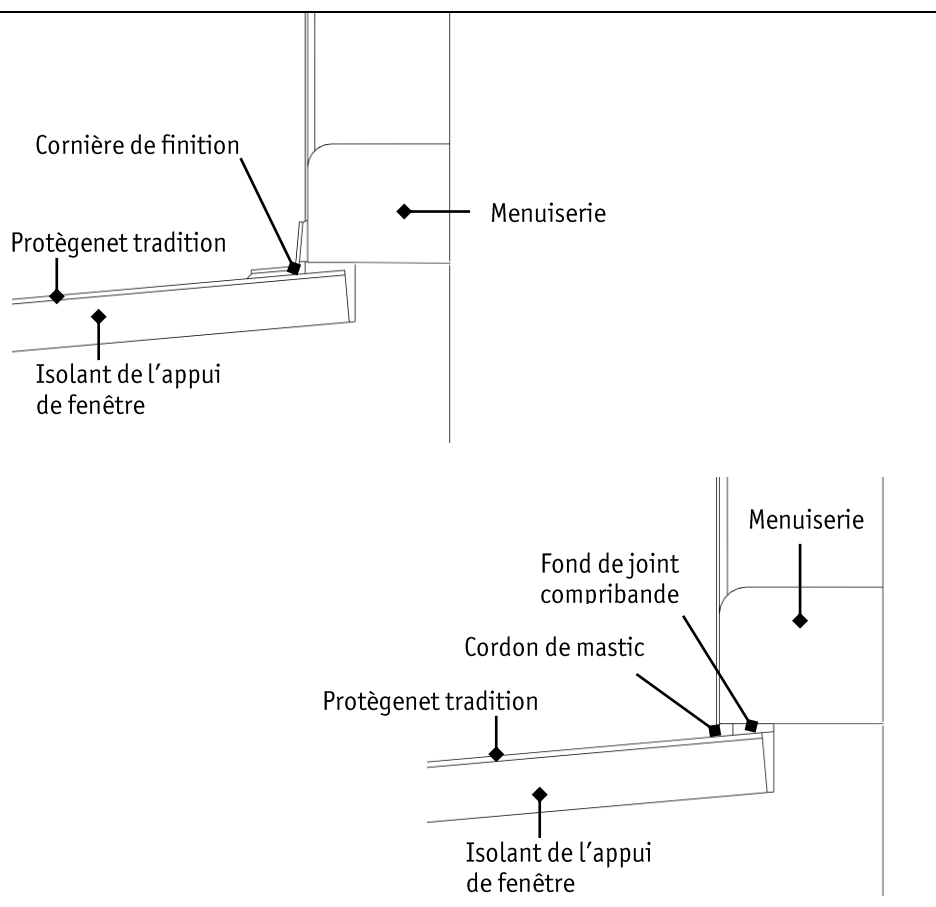 Cornière de finition
Menuiserie
Protègenet tradition
Isolant de l'appui
de fenêtre
Menuiserie
Fond de joint
compribande
Cordon de mastic
Protègenet tradition
Isolant de l'appui
de fenêtre